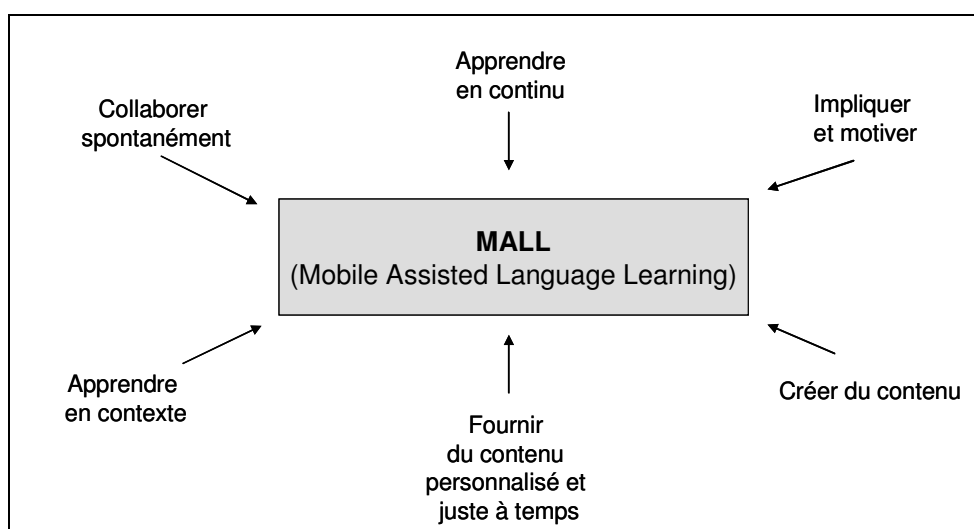 Apprendre
en continu
Collaborer
spontanément
Impliquer
et motiver
MALL
(Mobile Assisted Language Learning)
Apprendre
en contexte
Fournir
du contenu
personnalisé et
juste à temps
Créer du contenu